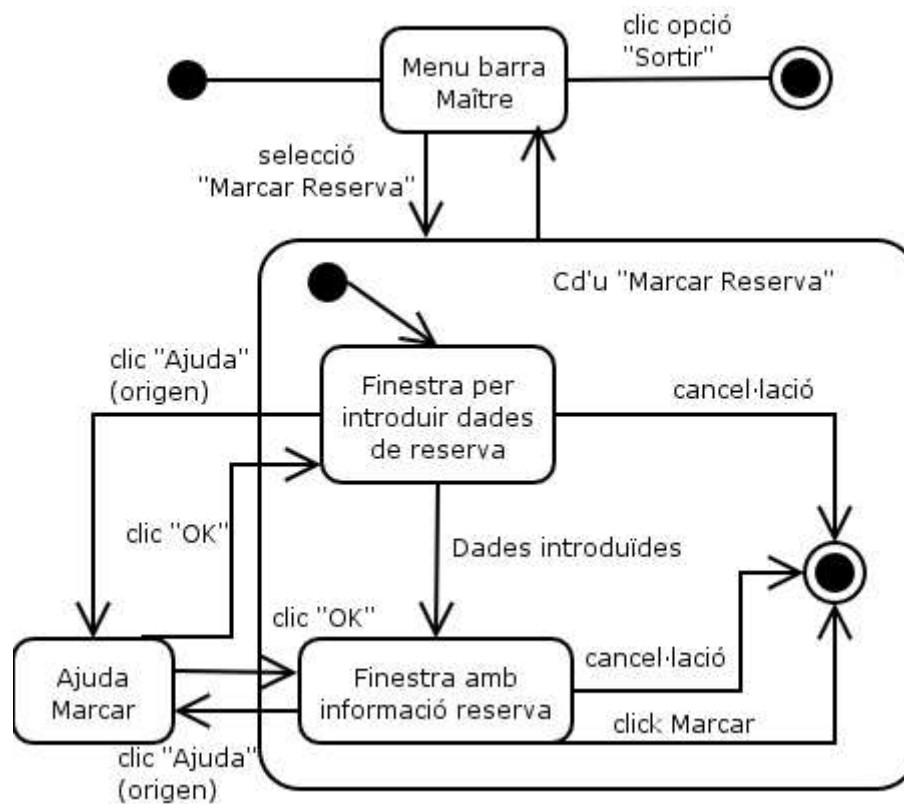 clic opció
"Sortir"
Menu barra
Maître
selecció
"Marcar Reserva"
Cd'u "Marcar Reserva"
clic "Ajuda"
(origen)
Finestra per
introduir dades
de reserva
cancel·lació
clic "OK"
Dades introduïdes
clic "OK"
Ajuda
Marcar
Finestra amb
informació reserva
cancel·lació
click Marcar
clic "Ajuda"
(origen)